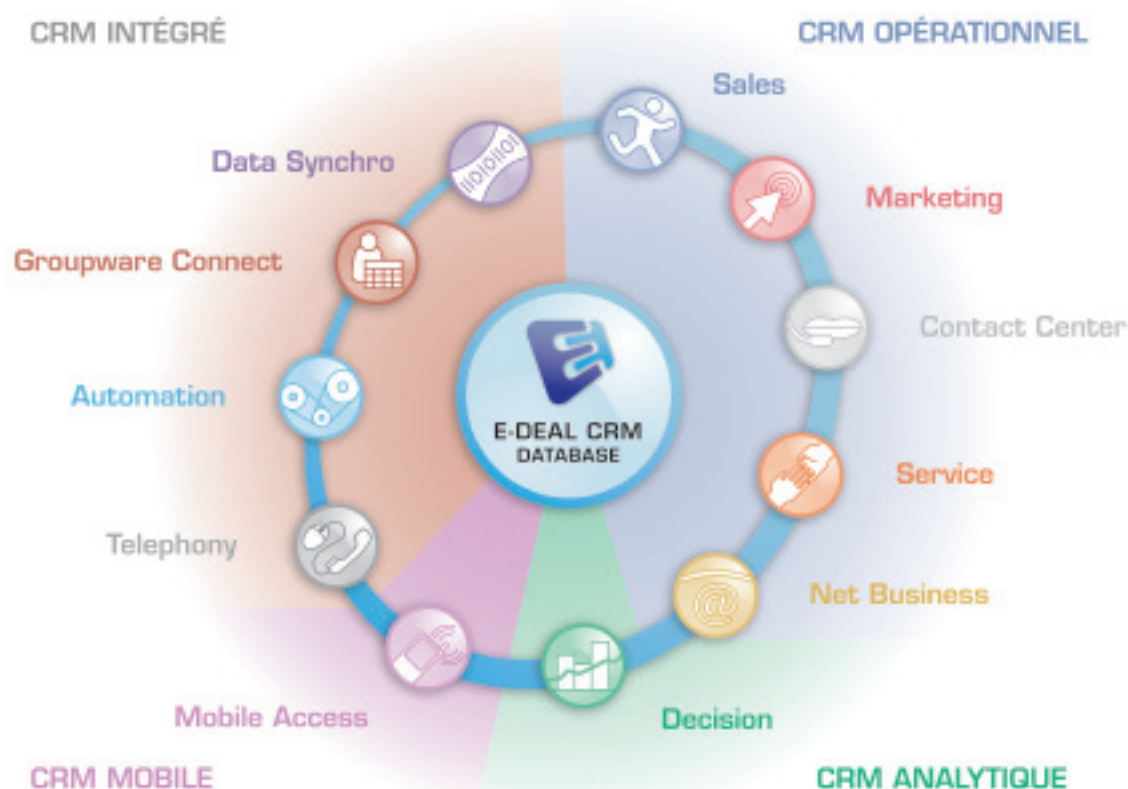 CRM INTÉGRÉ
CRM OPÉRATIONNEL
Sales
Data Synchro
Marketing
Groupware Connect
Contact Center
Automation
E-DEAL CRM
DATABASE
Service
Telephony
Net Business
Mobile Access
Decision
CRM MOBILE
CRM ANALYTIQUE